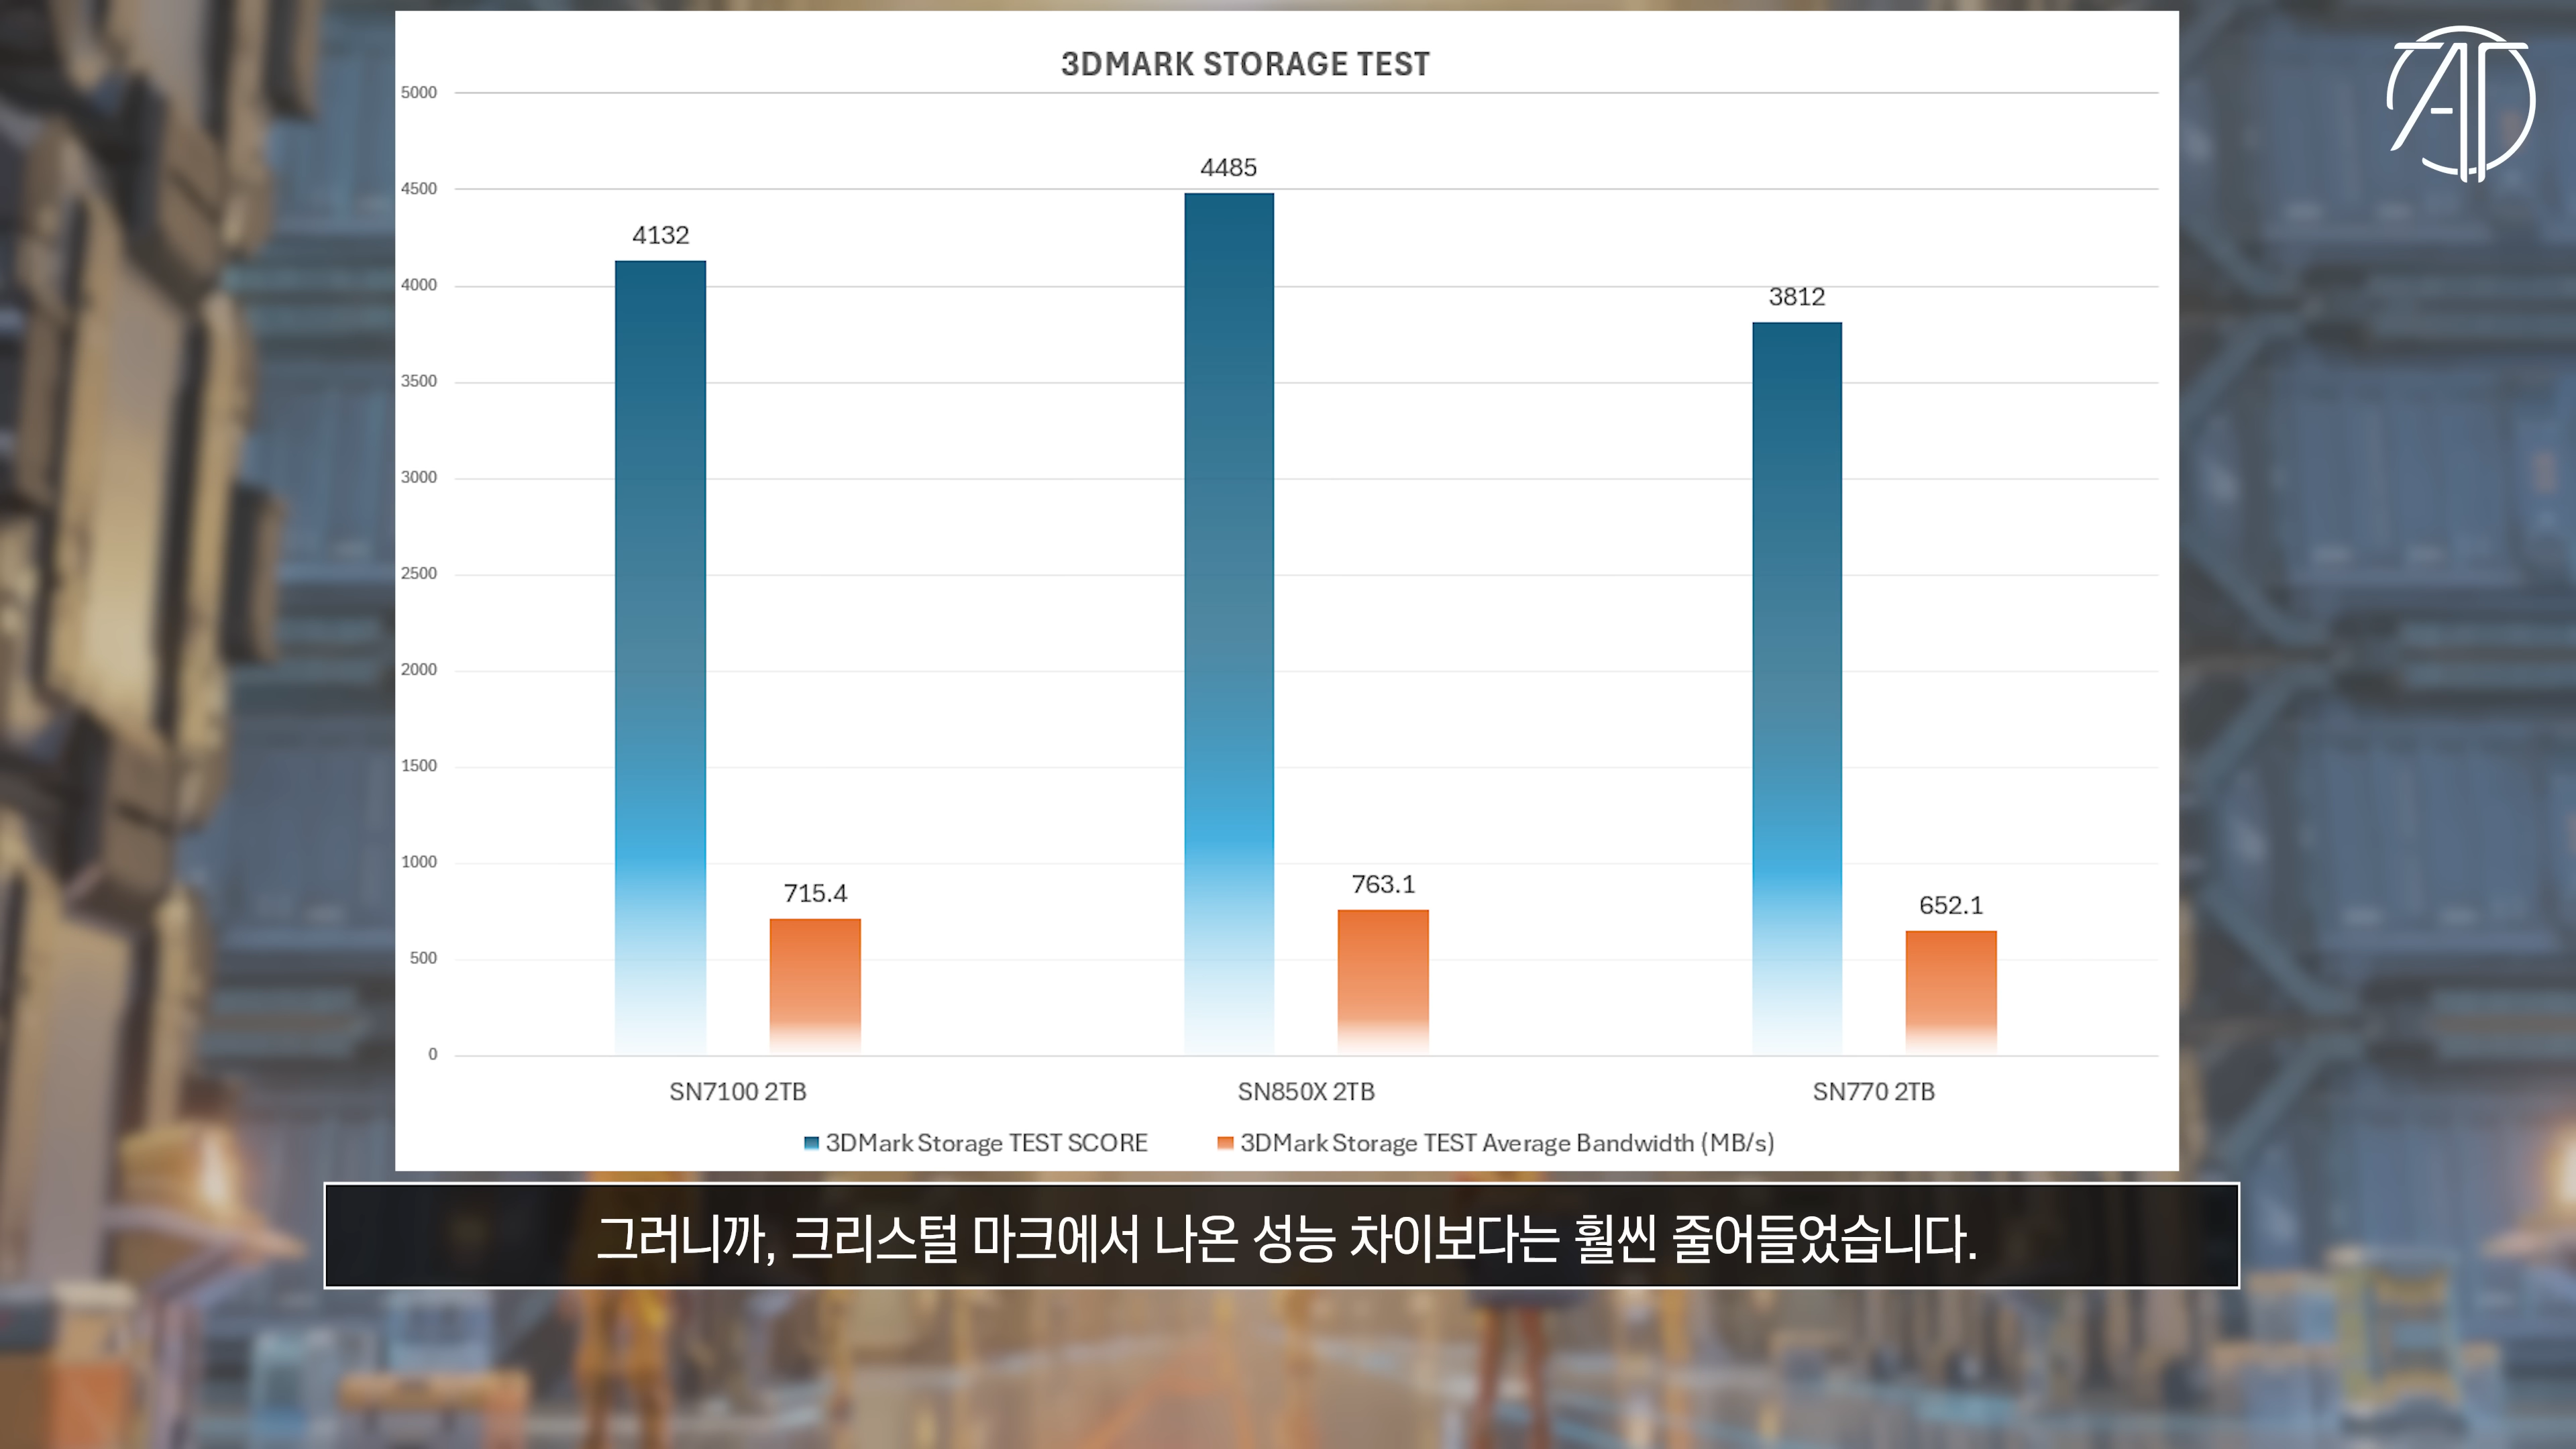 3DMARK STORAGE TEST
5000
4500
4000
3500
3000
2500
2000
1500
1000
500
0
4132
715.4
4485
763.1
3812
652.1
SN7100 2TB
SN850X 2TB
SN770 2TB
3DMark Storage TEST SCORE
3DMark Storage TEST Average Bandwidth (MB/s)
그러니까, 크리스털 마크에서 나온 성능 차이보다는 훨씬 줄어들었습니다.